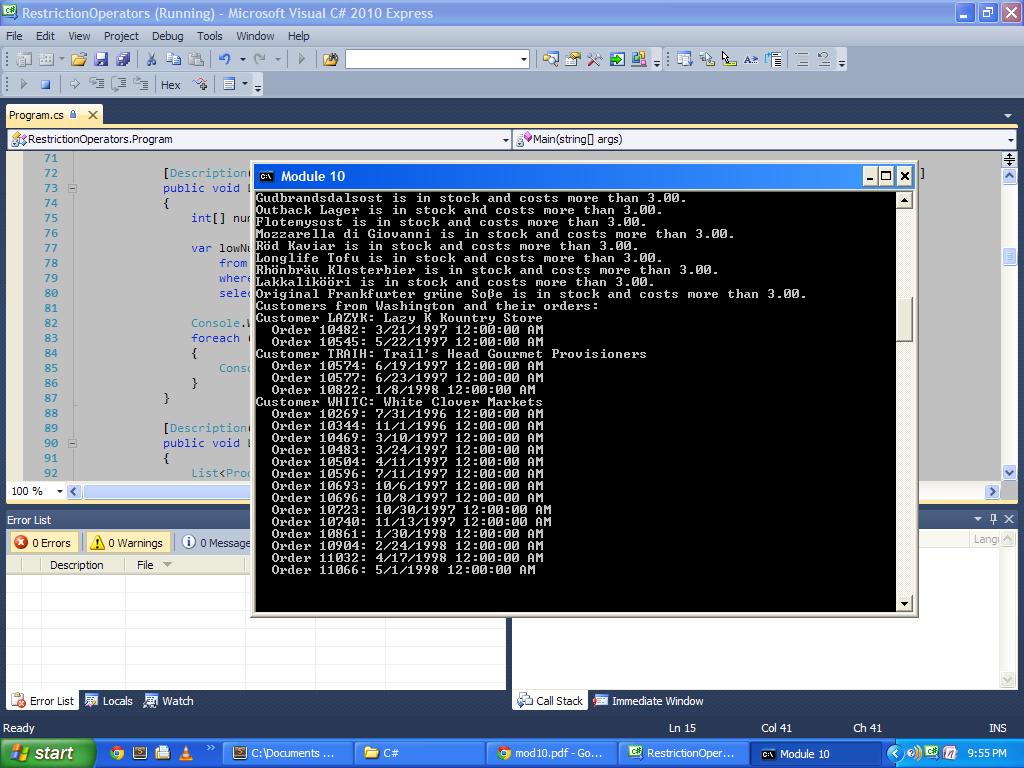 RestrictionOperators (Running) - Microsoft Visual C# 2010 Express
File Edit View Project Debug Tools Window Help
Hex
Program.cs
RestrictionOperators.Program
Main(string[] args)
71
72 [Description( ]
73 public void L
74 {
75 int[] num
76
77 var lowNu
78 from
79 where
80 selec
81
82 Console.W
83 foreach (
84 {
85 Conso
86 }
87 }
88
89 [Description(
90 public void L
91 {
92 List<Prod
100 %
Module 10
Gudbrandsdalsost is in stock and costs more than 3.00.
Outback Lager is in stock and costs more than 3.00.
Flotemysost is in stock and costs more than 3.00.
Mozzarella di Giovanni is in stock and costs more than 3.00.
Röd Kaviar is in stock and costs more than 3.00.
Longlife Tofu is in stock and costs more than 3.00.
Rhönbräu Klosterbier is in stock and costs more than 3.00.
Lakkalikööri is in stock and costs more than 3.00.
Original Frankfurter grüne Soße is in stock and costs more than 3.00.
Customers from Washington and their orders:
Customer LAZYK: Lazy K Kountry Store
Order 10482: 3/21/1997 12:00:00 AM
Order 10545: 5/22/1997 12:00:00 AM
Customer TRAIH: Trail's Head Gourmet Provisioners
Order 10574: 6/19/1997 12:00:00 AM
Order 10577: 6/23/1997 12:00:00 AM
Order 10822: 1/8/1998 12:00:00 AM
Customer WHITC: White Clover Markets
Order 10269: 7/31/1996 12:00:00 AM
Order 10344: 11/1/1996 12:00:00 AM
Order 10469: 3/10/1997 12:00:00 AM
Order 10483: 3/24/1997 12:00:00 AM
Order 10504: 4/11/1997 12:00:00 AM
Order 10596: 7/11/1997 12:00:00 AM
Order 10693: 10/6/1997 12:00:00 AM
Order 10696: 10/8/1997 12:00:00 AM
Order 10723: 10/30/1997 12:00:00 AM
Order 10740: 11/13/1997 12:00:00 AM
Order 10861: 1/30/1998 12:00:00 AM
Order 10904: 2/24/1998 12:00:00 AM
Order 11032: 4/17/1998 12:00:00 AM
Order 11066: 5/1/1998 12:00:00 AM
Error List
0 Errors 0 Warnings 0 Message
Description File
Langu
Error List Locals Watch
Call Stack Immediate Window
Ready Ln 15 Col 41 Ch 41 INS
start C:\Documents ... C# mod10.pdf - Go... RestrictionOper... Module 10 9:55 PM